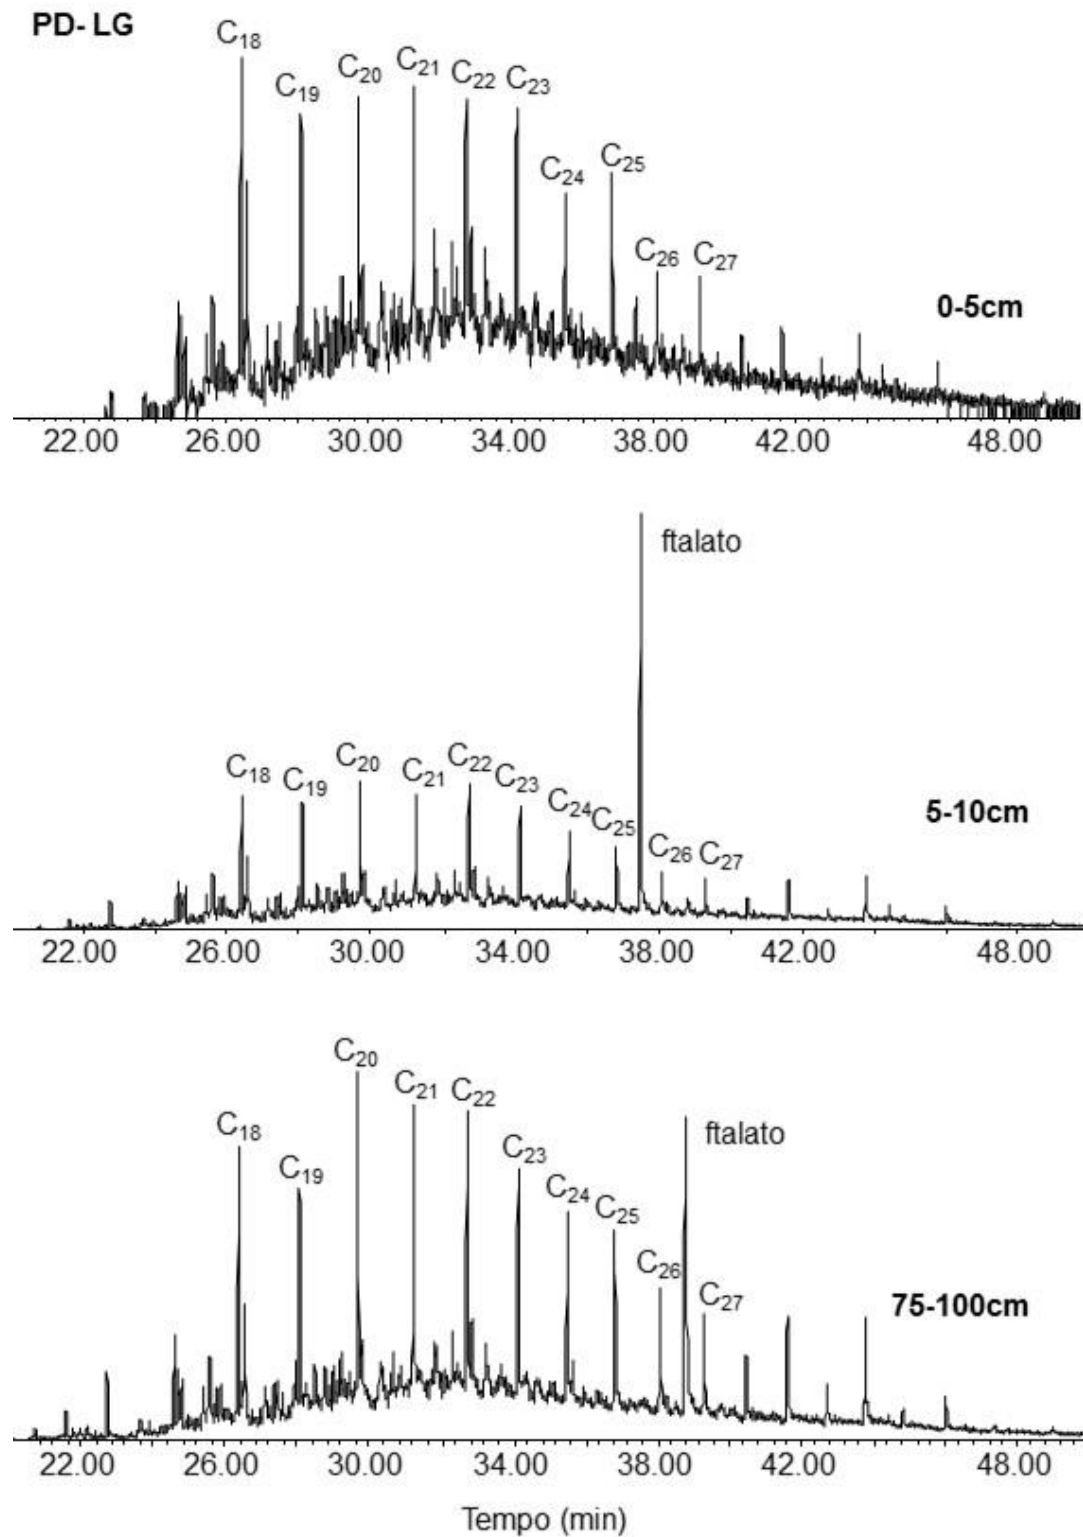 PD- LG
C18 C19 C20 C21 C22 C23 C24 C25 C26 C27
0-5cm
22.00 26.00 30.00 34.00 38.00 42.00 48.00
ftalato
C18 C19 C20 C21 C22 C23 C24 C25 C26 C27
5-10cm
22.00 26.00 30.00 34.00 38.00 42.00 48.00
C18 C19 C20 C21 C22 C23 C24 C25 C26 C27
ftalato
75-100cm
22.00 26.00 30.00 34.00 38.00 42.00 48.00
Tempo (min)